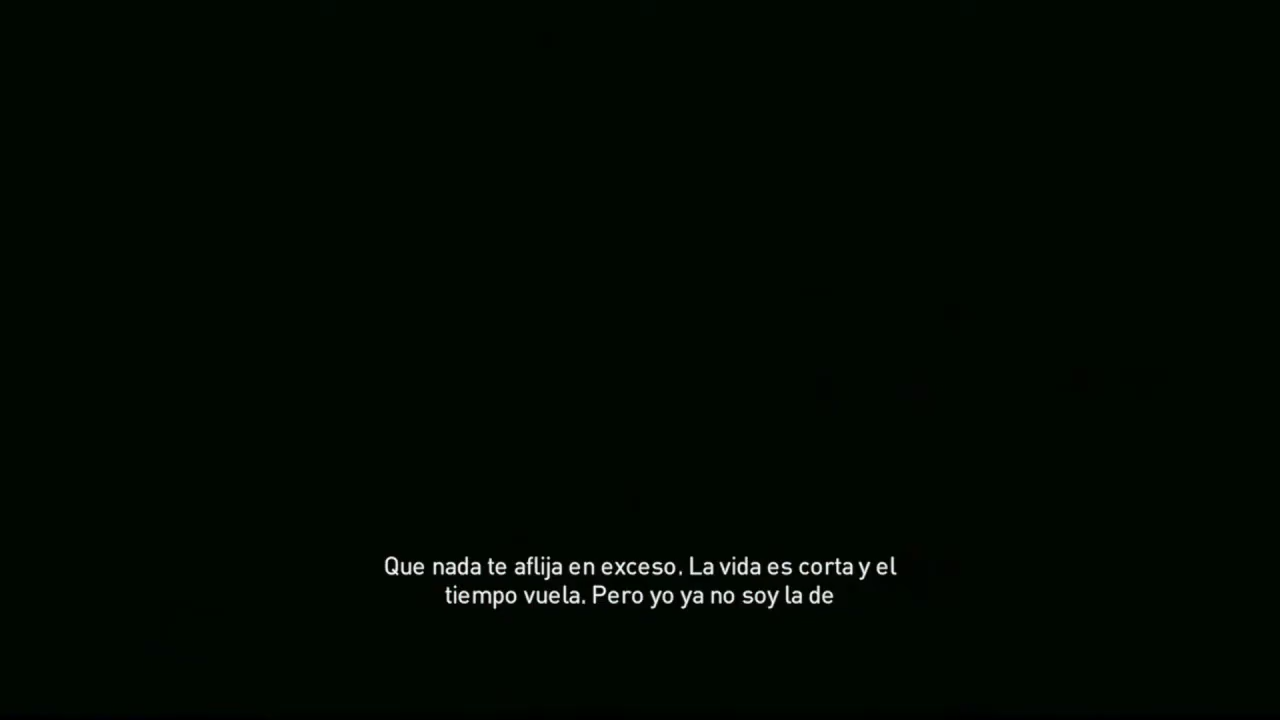 Que nada te aflija en exceso. La vida es corta y el
tiempo vuela. Pero yo ya no soy la de